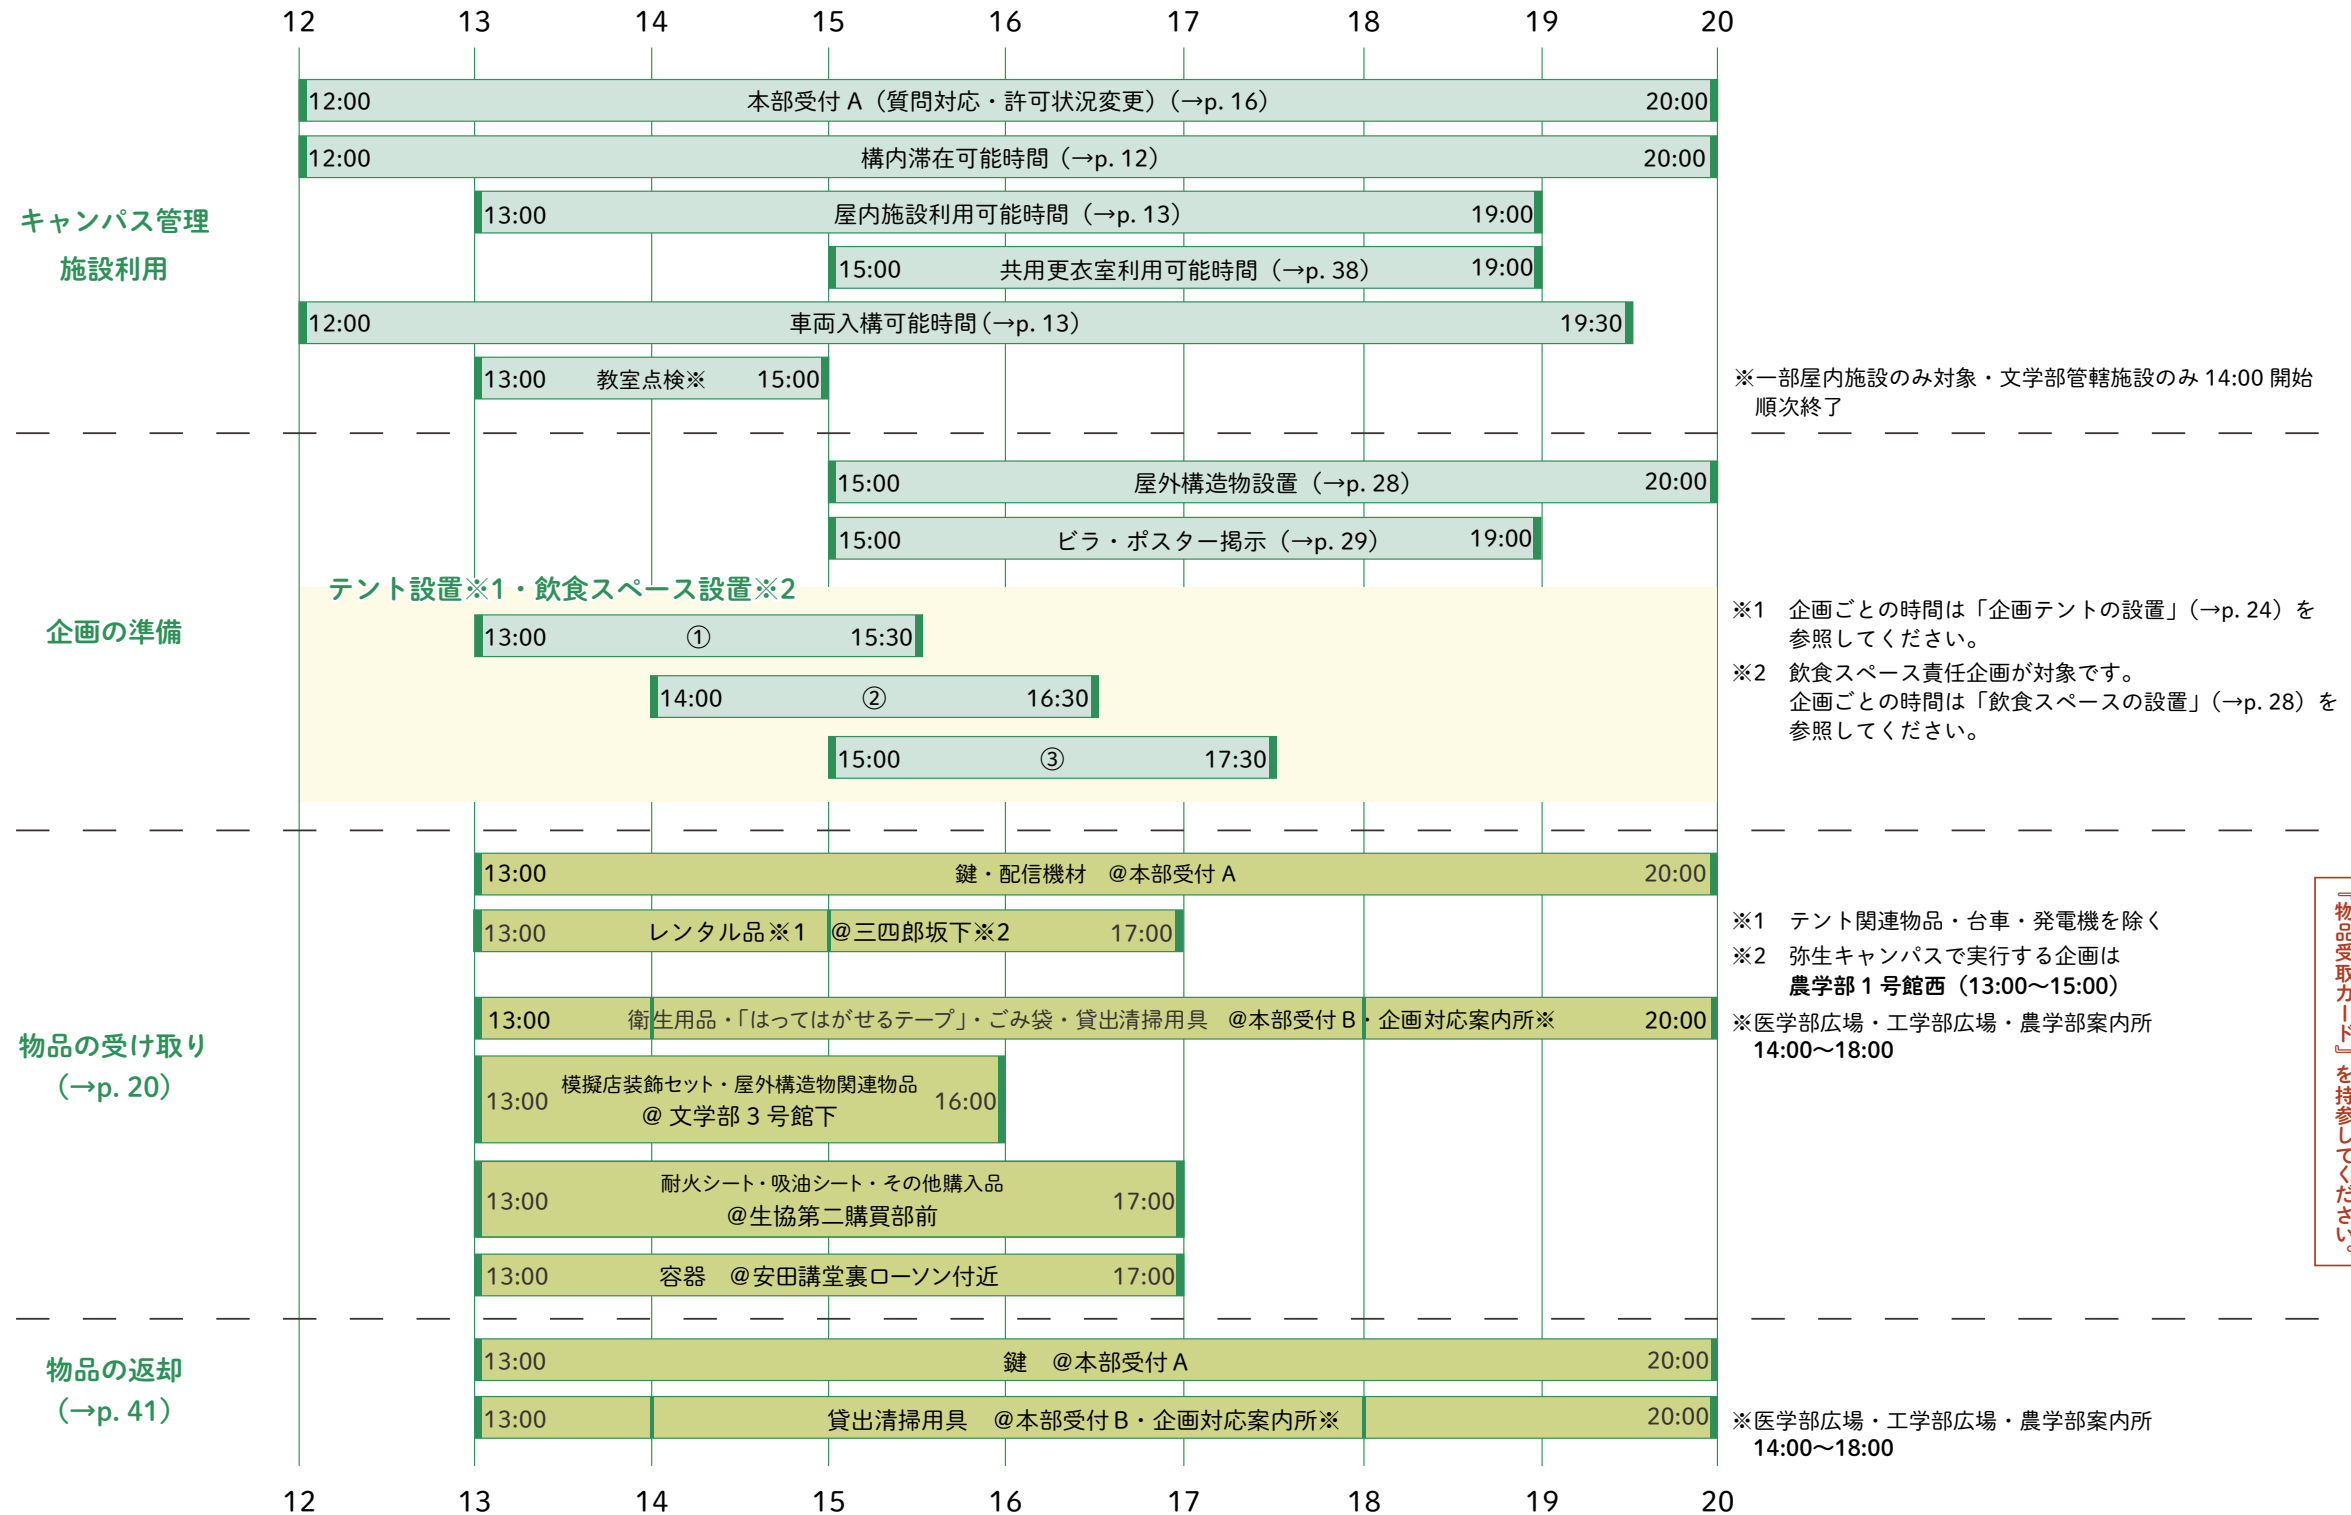 12 13 14 15 16 17 18 19 20
キャンパス管理
施設利用
12:00 本部受付 A（質問対応・許可状況変更）（→p. 16） 20:00
12:00 構内滞在可能時間（→p. 12） 20:00
13:00 屋内施設利用可能時間（→p. 13） 19:00
15:00 共用更衣室利用可能時間（→p. 38） 19:00
12:00 車両入構可能時間（→p. 13） 19:30
13:00 教室点検※ 15:00
※一部屋内施設のみ対象・文学部管轄施設のみ 14:00 開始
順次終了
企画の準備
15:00 屋外構造物設置（→p. 28） 20:00
15:00 ビラ・ポスター掲示（→p. 29） 19:00
テント設置※1・飲食スペース設置※2
13:00 ① 15:30
14:00 ② 16:30
15:00 ③ 17:30
※1 企画ごとの時間は「企画テントの設置」（→p. 24）を
参照してください。
※2 飲食スペース責任企画が対象です。
企画ごとの時間は「飲食スペースの設置」（→p. 28）を
参照してください。
物品の受け取り
（→p. 20）
13:00 鍵・配信機材 @本部受付 A 20:00
13:00 レンタル品※1 @三四郎坂下※2 17:00
※1 テント関連物品・台車・発電機を除く
※2 弥生キャンパスで実行する企画は
農学部 1 号館西（13:00〜15:00）
13:00 衛生用品・「はってはがせるテープ」・ごみ袋・貸出清掃用具 @本部受付 B・企画対応案内所※ 20:00
※医学部広場・工学部広場・農学部案内所
14:00〜18:00
13:00 模擬店装飾セット・屋外構造物関連物品 16:00
@ 文学部 3 号館下
13:00 耐火シート・吸油シート・その他購入品 17:00
@生協第二購買部前
13:00 容器 @安田講堂裏ローソン付近 17:00
『物品受取カード』を持参してください。
物品の返却
（→p. 41）
13:00 鍵 @本部受付 A 20:00
13:00 貸出清掃用具 @本部受付 B・企画対応案内所※ 20:00
※医学部広場・工学部広場・農学部案内所
14:00〜18:00
12 13 14 15 16 17 18 19 20